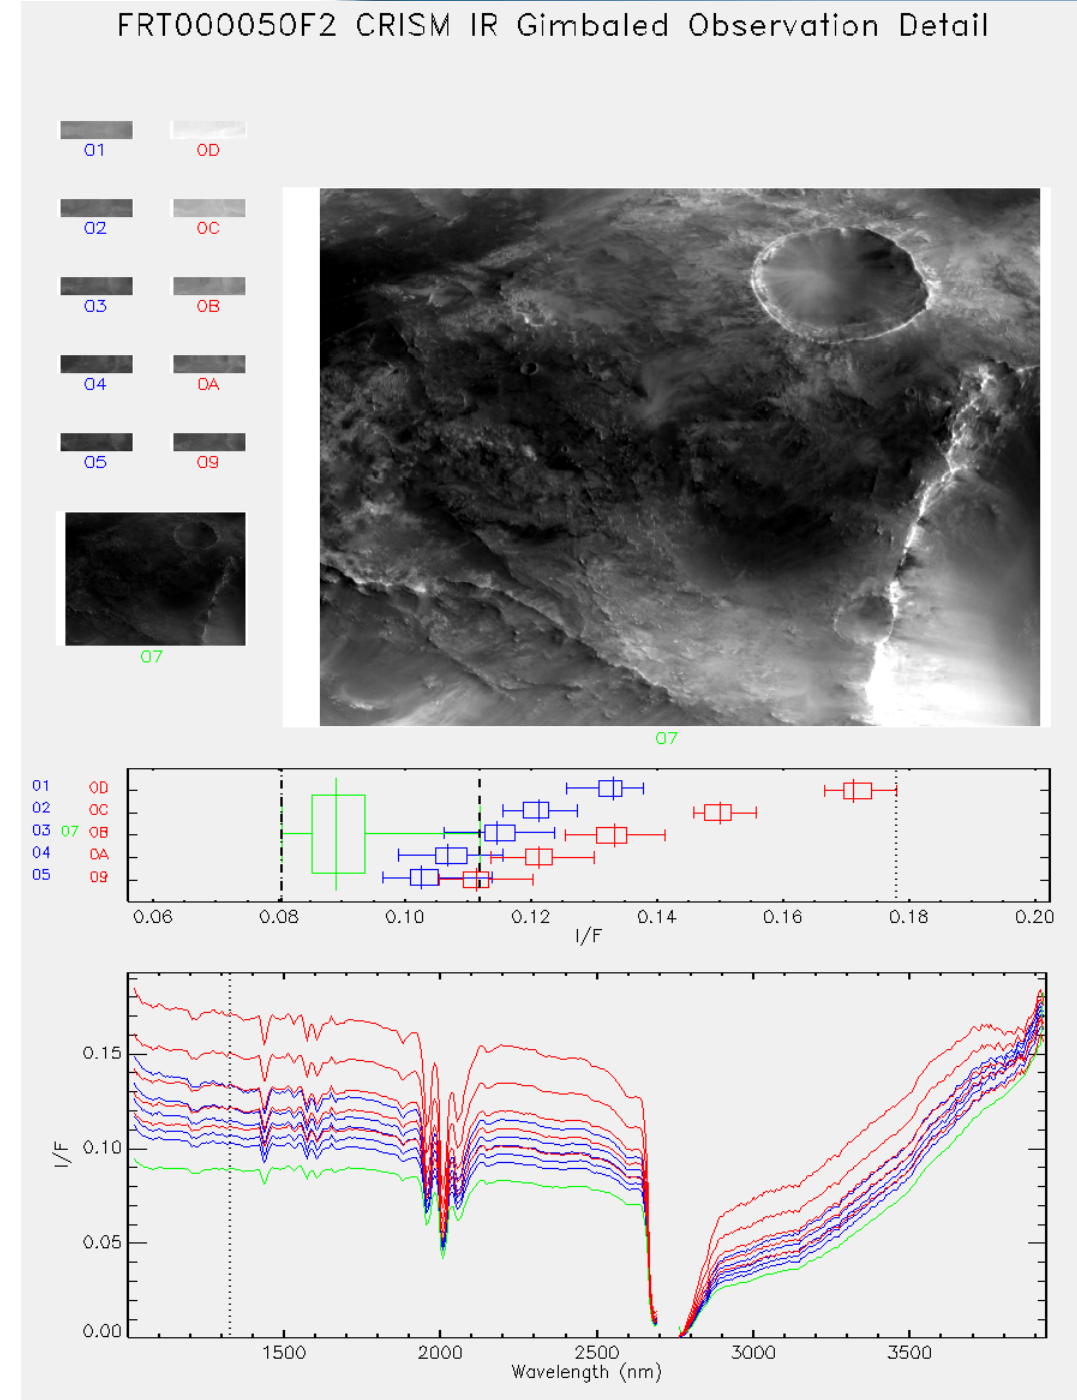 FRT000050F2 CRISM IR Gimbaled Observation Detail
01 0D
02 0C
03 0B
04 0A
05 09
07
07
01 0D
02 0C
03 07 0B
04 0A
05 09
0.06 0.08 0.10 0.12 0.14 0.16 0.18 0.20
I/F
0.15
0.10
I/F
0.05
0.00
1500 2000 2500 3000 3500
Wavelength (nm)